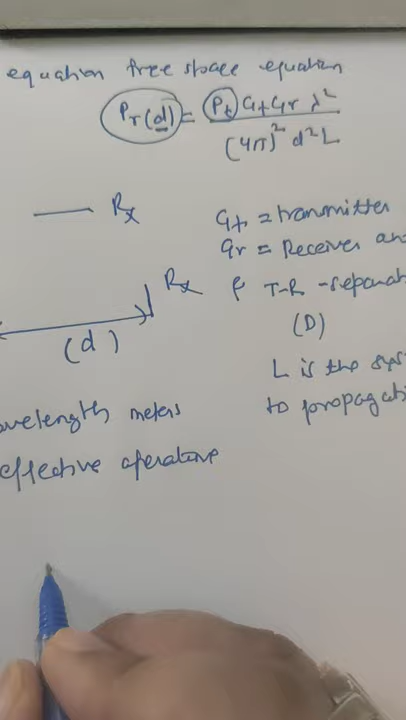 equation free space equation
Pr(d) = Pt Gt Gr λ² / (4π)² d² L
Rx
Gt = transmitter
Gr = Receiver
Rx
T-R - separat
(d)
(D)
L is the sys
meters
to propagati
effective aperature